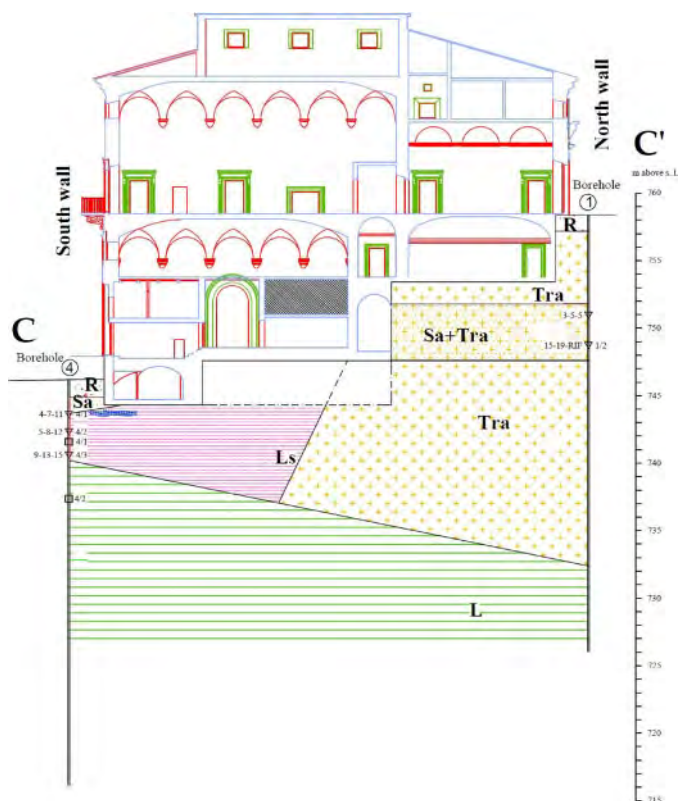 South wall
North wall
C'
m above s. l.
Borehole
1
760
R
755
Tra
3-5-5
750
Sa+Tra
15-19-RIF 1/2
C
Borehole
4
R
Sa
745
4-7-11 4/1
5-8-12 4/2
4/1
9-13-15 4/3
Tra
Ls
740
4/2
735
730
L
725
720
715